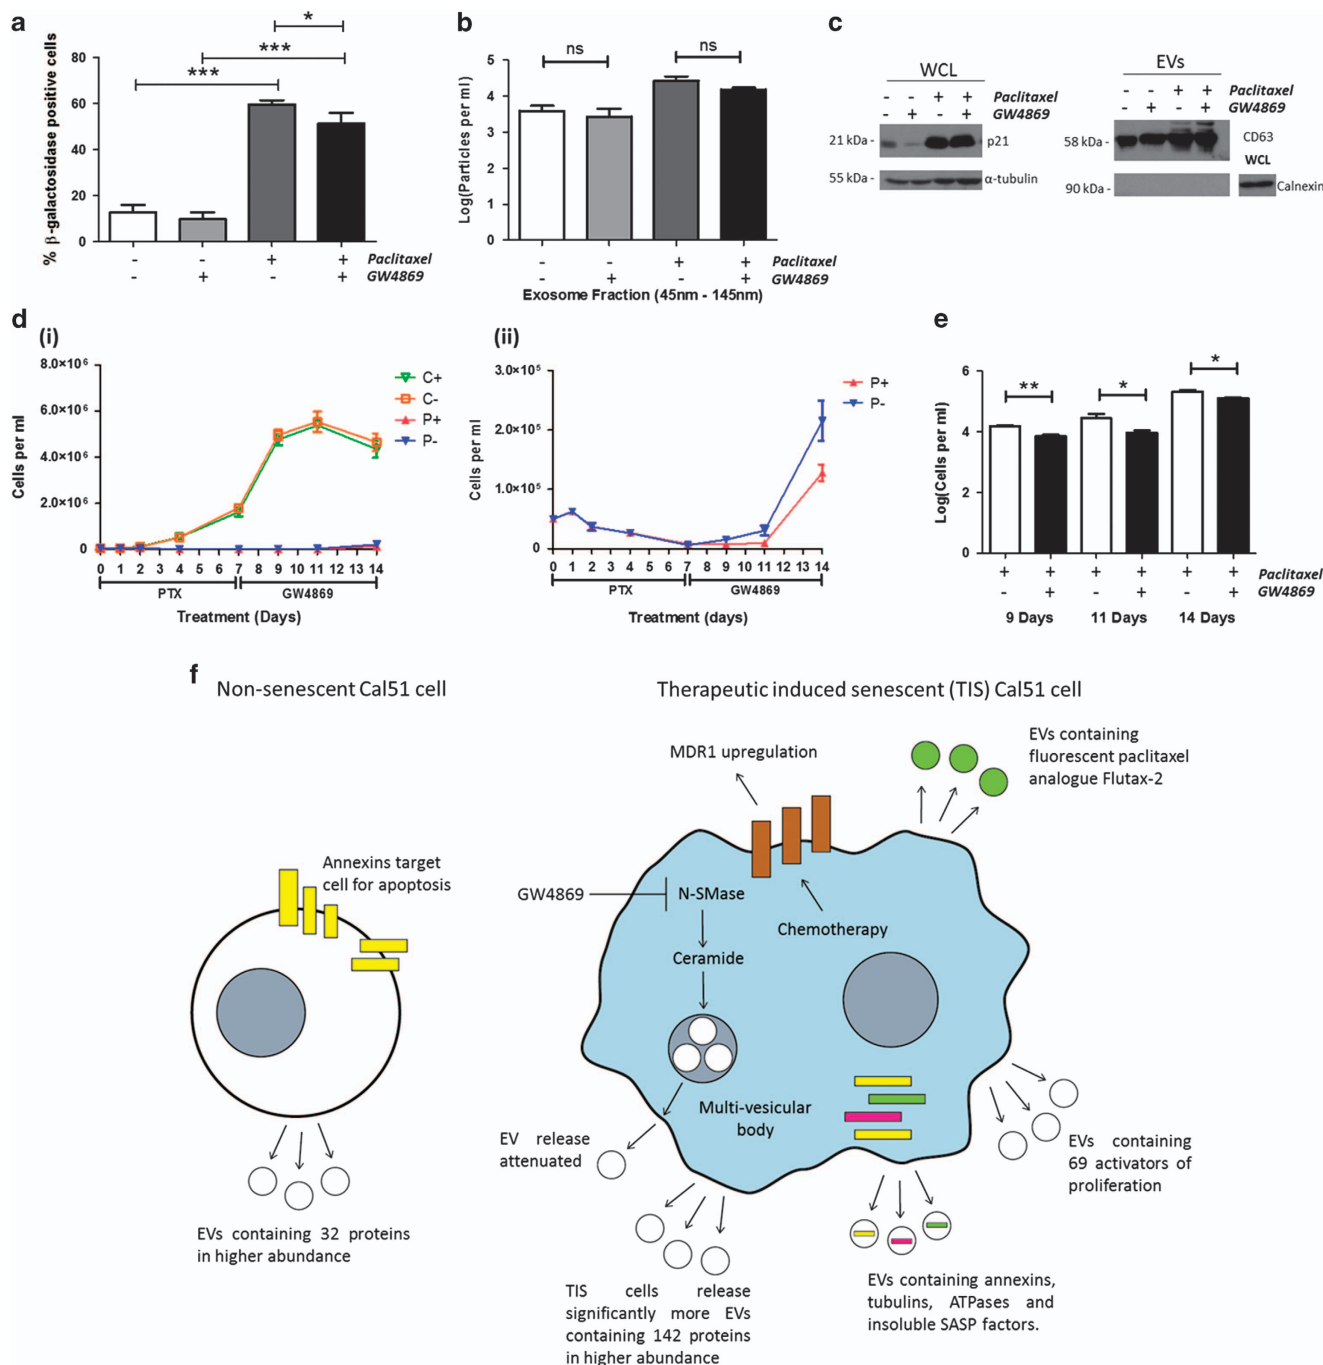 a
*
***
***
% β-galactosidase positive cells
80
60
40
20
0
- - + + Paclitaxel
- + - + GW4869
b
ns
ns
Log(Particles per ml)
5
4
3
2
1
0
- - + + Paclitaxel
- + - + GW4869
Exosome Fraction (45nm - 145nm)
c
WCL
- - + + Paclitaxel
- + - + GW4869
21 kDa - p21
55 kDa - α-tubulin
EVs
- - + + Paclitaxel
- + - + GW4869
58 kDa - CD63
WCL
90 kDa - Calnexin
d
(i)
Cells per ml
8.0×10⁶
6.0×10⁶
4.0×10⁶
2.0×10⁶
0
C+
C-
P+
P-
0 1 2 3 4 5 6 7 8 9 10 11 12 13 14
PTX GW4869
Treatment (Days)
(ii)
Cells per ml
3.0×10⁵
2.0×10⁵
1.0×10⁵
0
P+
P-
0 1 2 3 4 5 6 7 8 9 10 11 12 13 14
PTX GW4869
Treatment (days)
e
** * *
Log(Cells per ml)
6
4
2
0
+ + + + + + Paclitaxel
- + - + - + GW4869
9 Days 11 Days 14 Days
f
Non-senescent Cal51 cell
Annexins target
cell for apoptosis
EVs containing 32 proteins
in higher abundance
Therapeutic induced senescent (TIS) Cal51 cell
MDR1 upregulation
EVs containing
fluorescent paclitaxel
analogue Flutax-2
GW4869
N-SMase
Chemotherapy
Ceramide
Multi-vesicular
body
EV release
attenuated
EVs containing
69 activators of
proliferation
TIS cells release
significantly more EVs
containing 142 proteins
in higher abundance
EVs containing annexins,
tubulins, ATPases and
insoluble SASP factors.